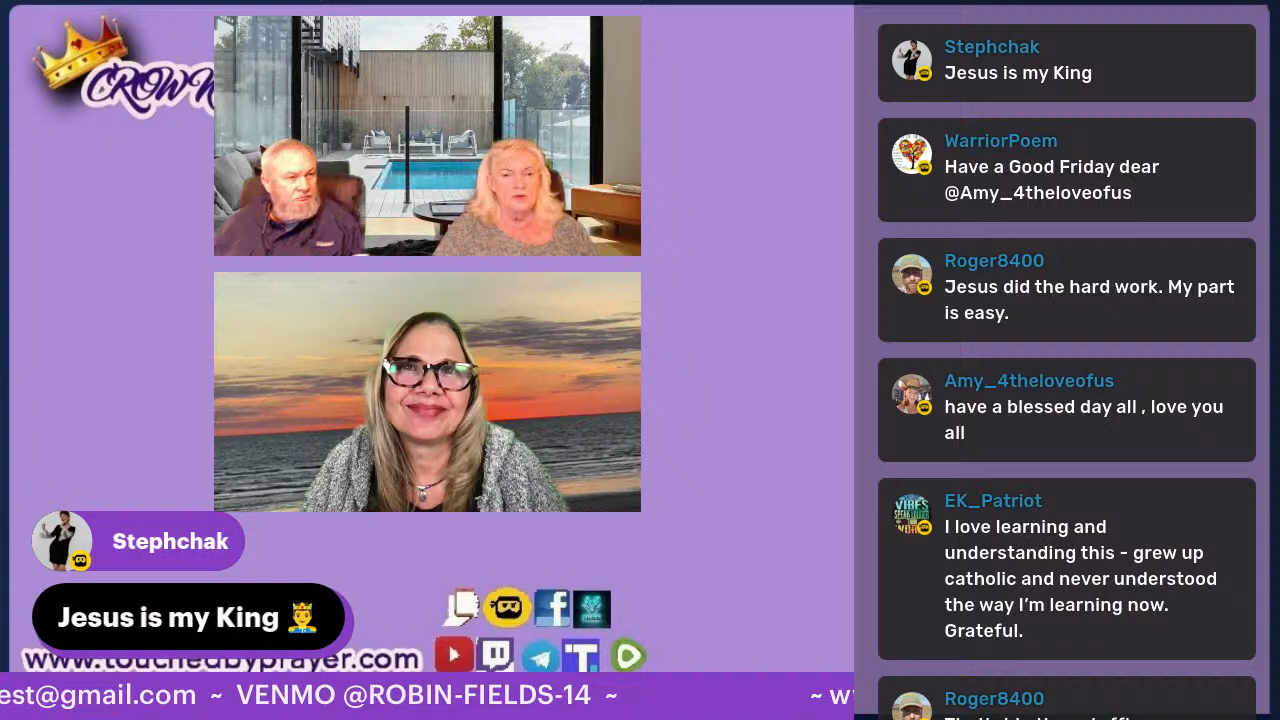 CROWN
Stephchak
Jesus is my King
WarriorPoem
Have a Good Friday dear
@Amy_4theloveofus
Roger8400
Jesus did the hard work. My part
is easy.
Amy_4theloveofus
have a blessed day all , love you
all
EK_Patriot
I love learning and
understanding this - grew up
catholic and never understood
the way I’m learning now.
Grateful.
Roger8400
Stephchak
Jesus is my King 🤴
www.touchedbyprayer.com
est@gmail.com ~ VENMO @ROBIN-FIELDS-14 ~ ~ w